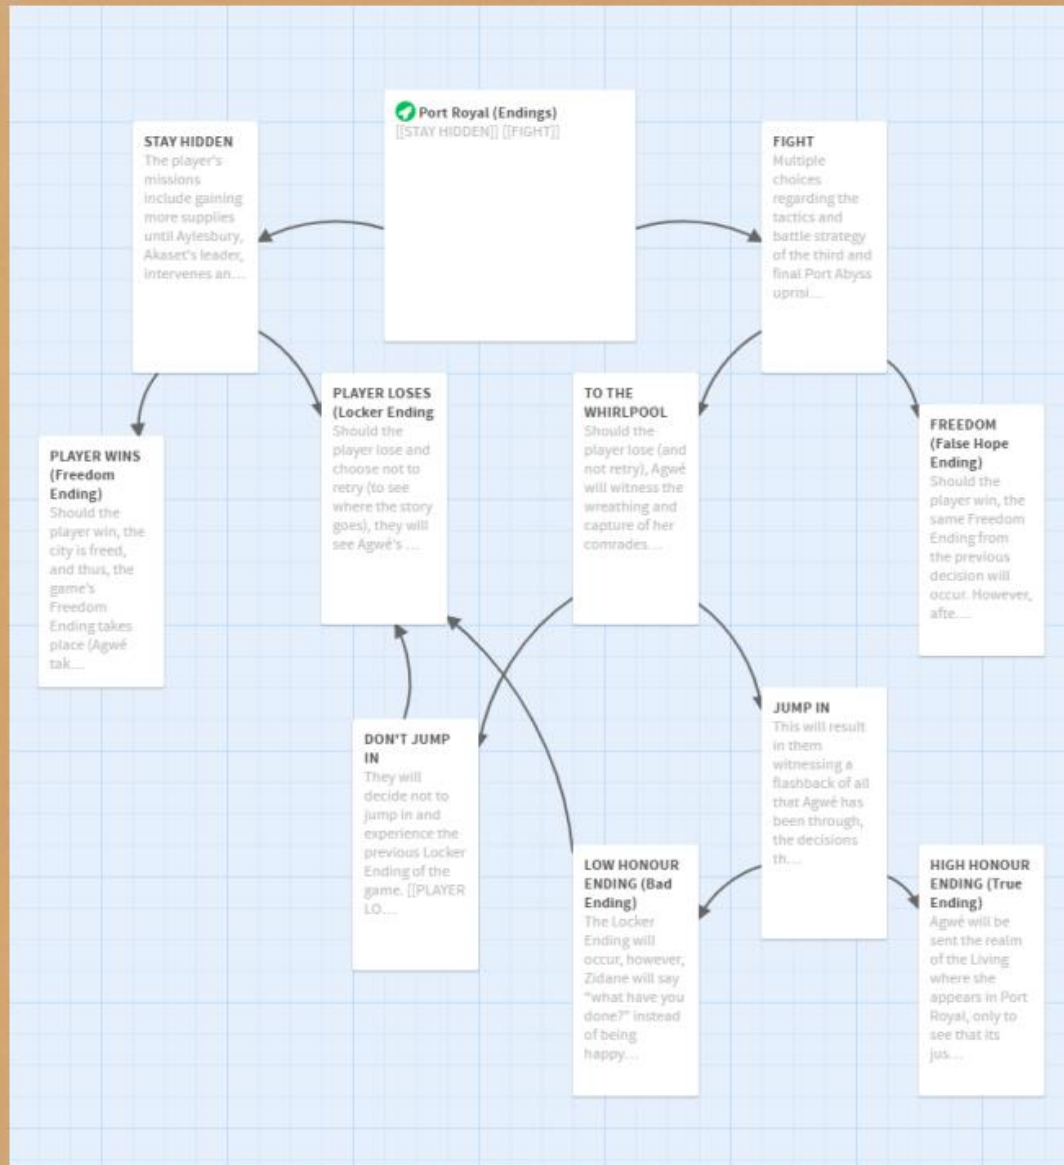 Port Royal (Endings)
[[STAY HIDDEN]] [[FIGHT]]
STAY HIDDEN
The player's
missions
include gaining
more supplies
until Aylesbury,
Akaset's leader,
intervenes an....
FIGHT
Multiple
choices
regarding the
tactics and
battle strategy
of the third and
final Port Abyss
uprisi....
PLAYER WINS
(Freedom
Ending)
Should the
player win, the
city is freed,
and thus, the
game's
Freedom
Ending takes
place (Agwé
tak....
PLAYER LOSES
(Locker Ending
Should the
player lose and
choose not to
retry (to see
where the story
goes), they will
see Agwé's ....
TO THE
WHIRLPOOL
Should the
player lose (and
not retry), Agwé
will witness the
wreathing and
capture of her
comrades....
FREEDOM
(False Hope
Ending)
Should the
player win, the
same Freedom
Ending from
the previous
decision will
occur. However,
afte....
DON'T JUMP
IN
They will
decide not to
jump in and
experience the
previous Locker
Ending of the
game. [[PLAYER
LO....
JUMP IN
This will result
in them
witnessing a
flashback of all
that Agwé has
been through,
the decisions
th....
LOW HONOUR
ENDING (Bad
Ending)
The Locker
Ending will
occur, however,
Zidane will say
"what have you
done?" instead
of being
happy....
HIGH HONOUR
ENDING (True
Ending)
Agwé will be
sent the realm
of the Living
where she
appears in Port
Royal, only to
see that its
jus....